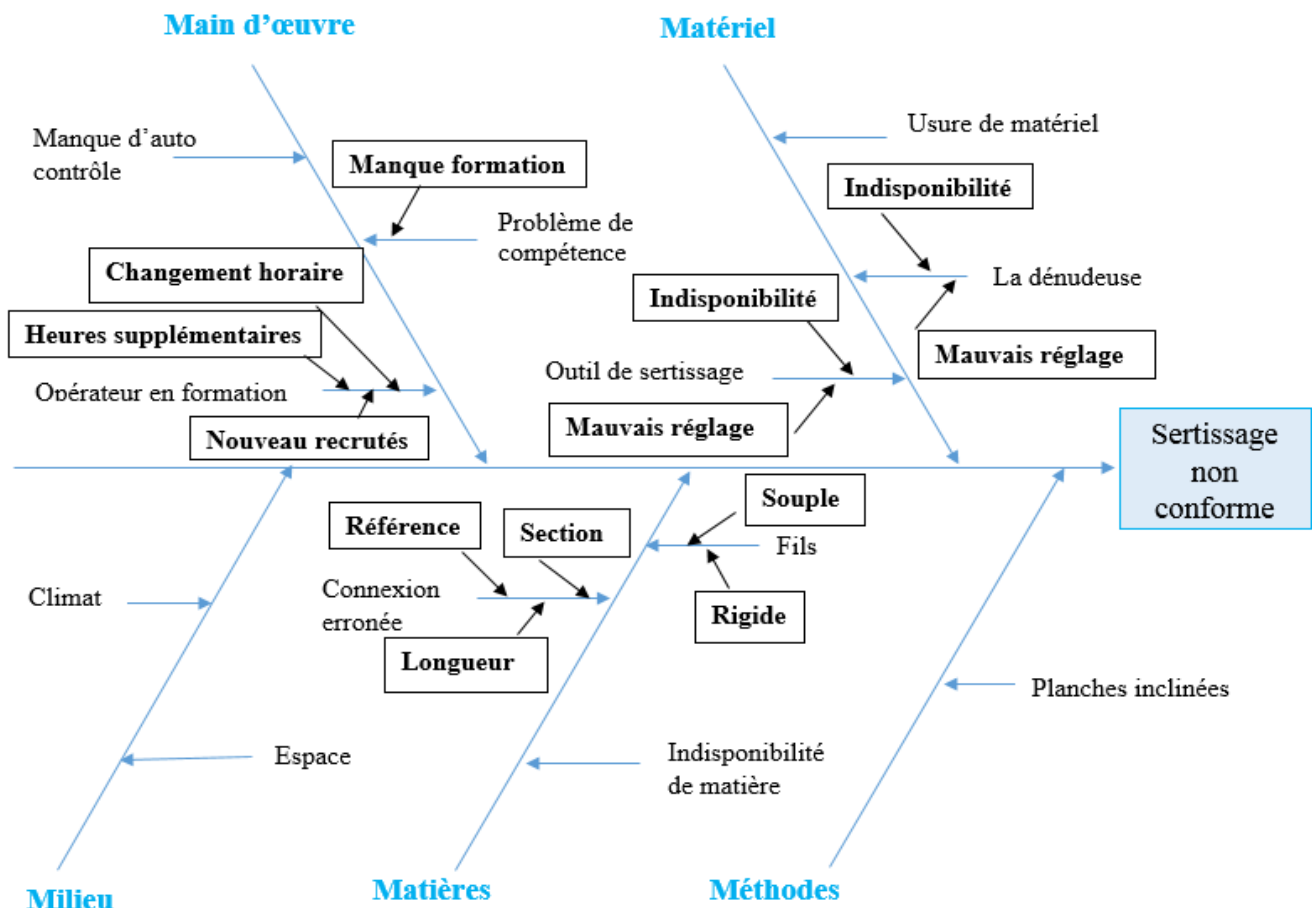 Main d’œuvre
Matériel
Manque d’auto
contrôle
Manque formation
Problème de
compétence
Changement horaire
Heures supplémentaires
Opérateur en formation
Nouveau recrutés
Usure de matériel
Indisponibilité
La dénudeuse
Mauvais réglage
Indisponibilité
Outil de sertissage
Mauvais réglage
Sertissage
non
conforme
Climat
Espace
Référence
Section
Connexion
erronée
Longueur
Souple
Fils
Rigide
Indisponibilité
de matière
Planches inclinées
Milieu
Matières
Méthodes